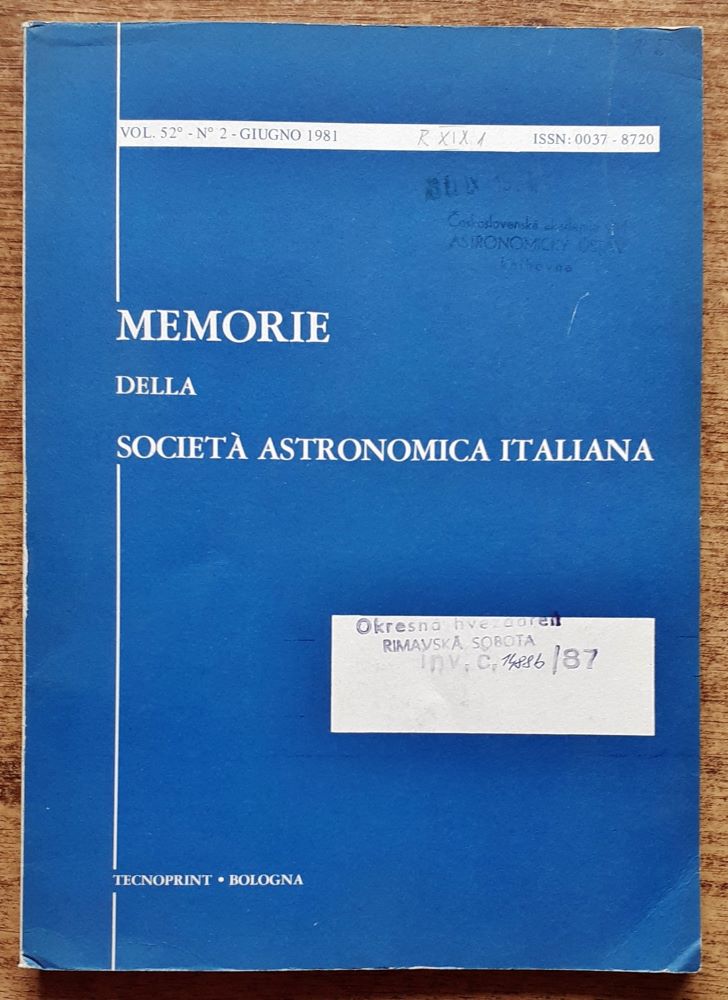 VOL. 52° - N° 2 - GIUGNO 1981 R XIX 1 ISSN: 0037 - 8720
Československá akademie
ASTRONOMICKÝ ÚSTAV
knihovna
MEMORIE
DELLA
SOCIETÀ ASTRONOMICA ITALIANA
Okresná hvezdáreň
RIMAVSKÁ SOBOTA
inv. č. 14886/87
TECNOPRINT • BOLOGNA